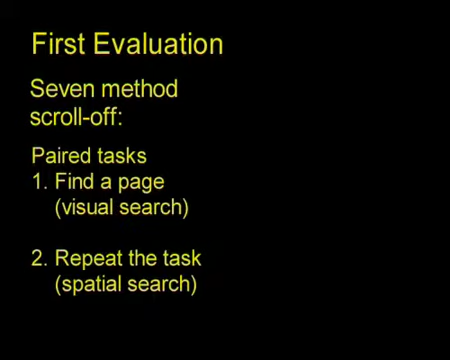 First Evaluation
Seven method
scroll-off:
Paired tasks
1. Find a page
(visual search)
2. Repeat the task
(spatial search)